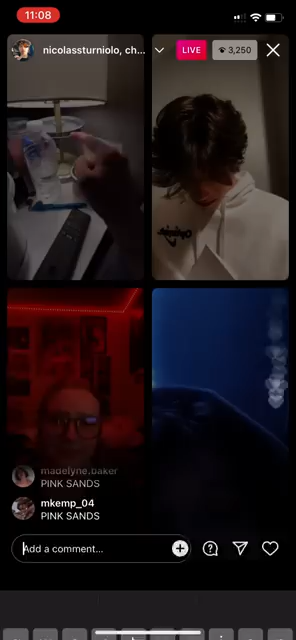 11:08
nicolassturniolo, ch...
LIVE
3,250
madelyne.baker
PINK SANDS
mkemp_04
PINK SANDS
Add a comment...